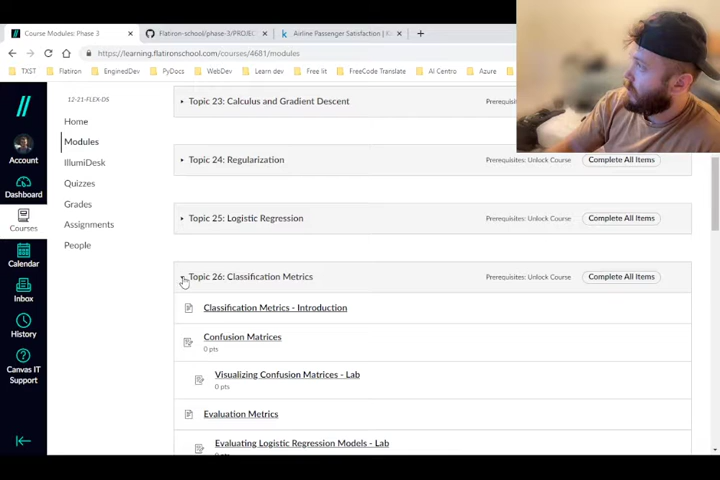 Course Modules: Phase 3
Flatiron-school/phase-3/PROJEC
Airline Passenger Satisfaction | K
https://learning.flatironschool.com/courses/4681/modules
TXST
Flatiron
EnginedDev
PyDocs
WebDev
Learn dev
Free lit
FreeCode Translate
AI Centro
Azure
12-21-FLEX-DS
Home
Modules
IllumiDesk
Quizzes
Grades
Assignments
People
Account
Dashboard
Courses
Calendar
Inbox
History
Canvas IT
Support
Topic 23: Calculus and Gradient Descent
Prerequisites:
Topic 24: Regularization
Prerequisites: Unlock Course
Complete All Items
Topic 25: Logistic Regression
Prerequisites: Unlock Course
Complete All Items
Topic 26: Classification Metrics
Prerequisites: Unlock Course
Complete All Items
Classification Metrics - Introduction
Confusion Matrices
0 pts
Visualizing Confusion Matrices - Lab
0 pts
Evaluation Metrics
Evaluating Logistic Regression Models - Lab